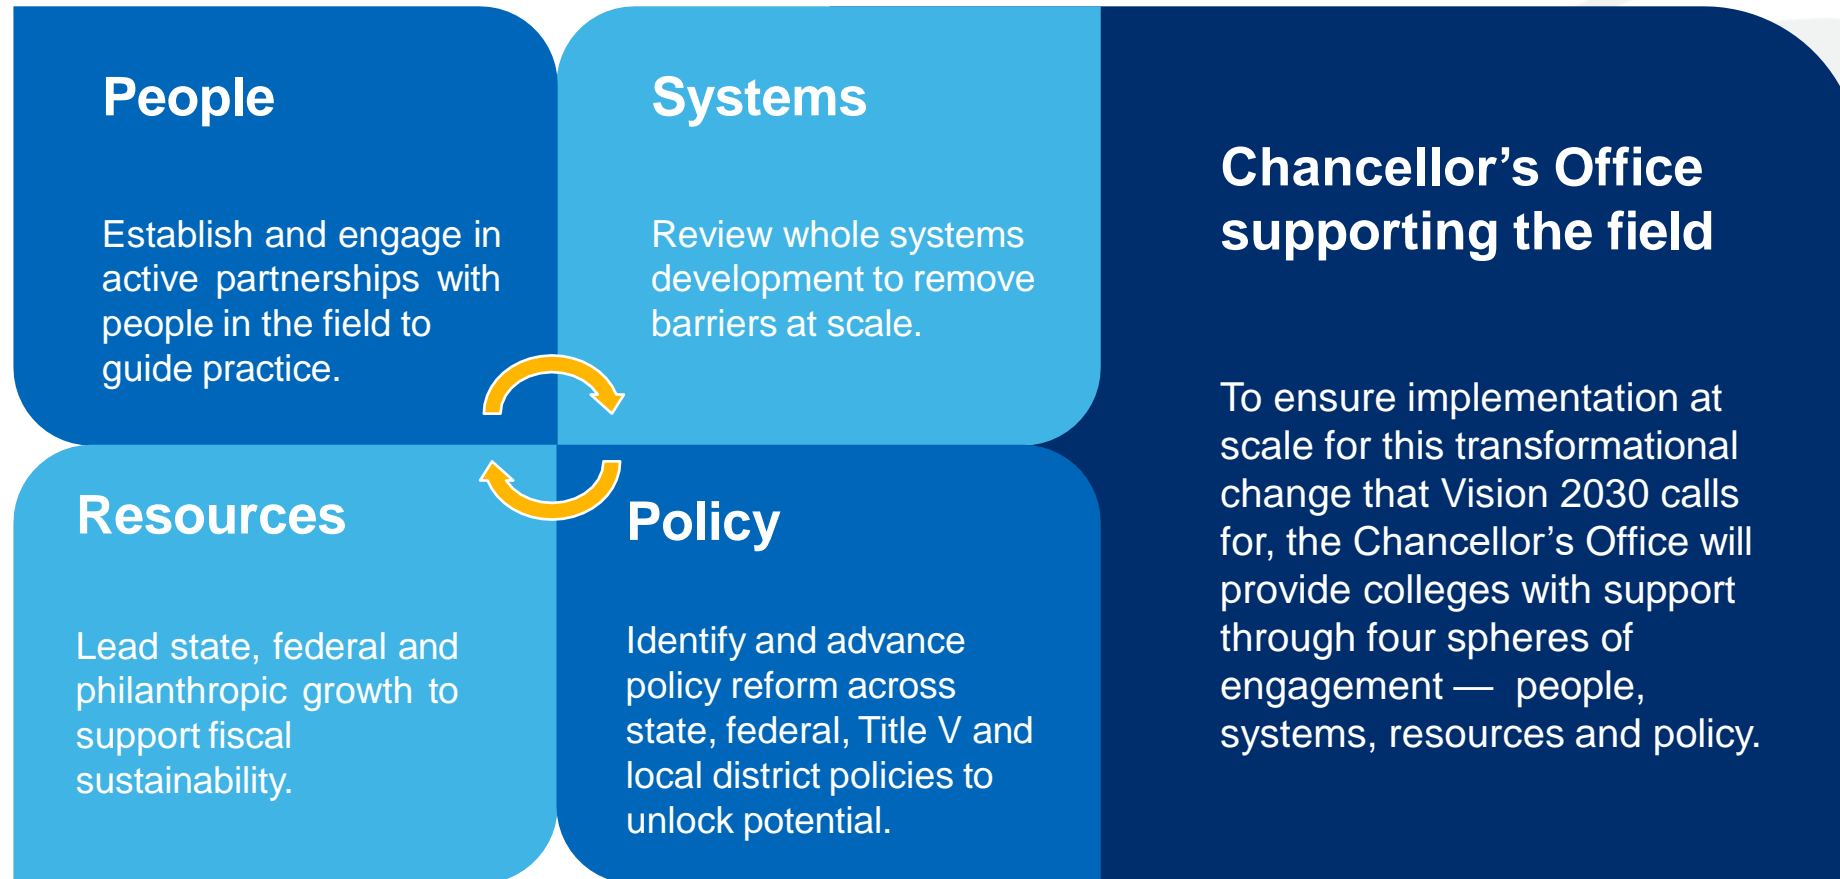 People
Establish and engage in
active partnerships with
people in the field to
guide practice.
Systems
Review whole systems
development to remove
barriers at scale.
Resources
Lead state, federal and
philanthropic growth to
support fiscal
sustainability.
Policy
Identify and advance
policy reform across
state, federal, Title V and
local district policies to
unlock potential.
Chancellor’s Office
supporting the field
To ensure implementation at
scale for this transformational
change that Vision 2030 calls
for, the Chancellor’s Office will
provide colleges with support
through four spheres of
engagement — people,
systems, resources and policy.